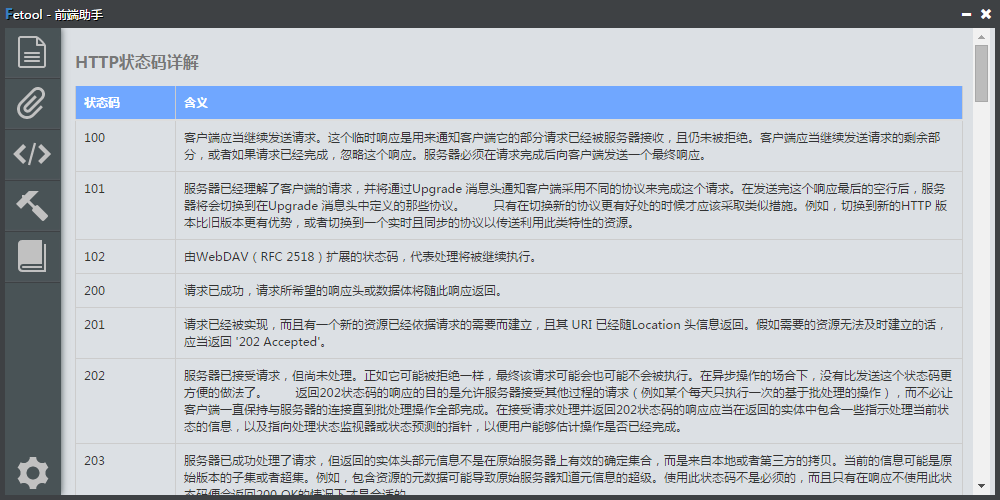 Fetool - 前端助手
HTTP状态码详解
状态码 含义
100 客户端应当继续发送请求。这个临时响应是用来通知客户端它的部分请求已经被服务器接收，且仍未被拒绝。客户端应当继续发送请求的剩余部
分，或者如果请求已经完成，忽略这个响应。服务器必须在请求完成后向客户端发送一个最终响应。
101 服务器已经理解了客户端的请求，并将通过Upgrade 消息头通知客户端采用不同的协议来完成这个请求。在发送完这个响应最后的空行后，服务
器将会切换到在Upgrade 消息头中定义的那些协议。 只有在切换新的协议更有好处的时候才应该采取类似措施。例如，切换到新的HTTP 版
本比旧版本更有优势，或者切换到一个实时且同步的协议以传送利用此类特性的资源。
102 由WebDAV（RFC 2518）扩展的状态码，代表处理将被继续执行。
200 请求已成功，请求所希望的响应头或数据体将随此响应返回。
201 请求已经被实现，而且有一个新的资源已经依据请求的需要而建立，且其 URI 已经随Location 头信息返回。假如需要的资源无法及时建立的话，
应当返回 '202 Accepted'。
202 服务器已接受请求，但尚未处理。正如它可能被拒绝一样，最终该请求可能会也可能不会被执行。在异步操作的场合下，没有比发送这个状态码更
方便的做法了。 返回202状态码的响应的目的是允许服务器接受其他过程的请求（例如某个每天只执行一次的基于批处理的操作），而不必让
客户端一直保持与服务器的连接直到批处理操作全部完成。在接受请求处理并返回202状态码的响应应当在返回的实体中包含一些指示处理当前状
态的信息，以及指向处理状态监视器或状态预测的指针，以便用户能够估计操作是否已经完成。
203 服务器已成功处理了请求，但返回的实体头部元信息不是在原始服务器上有效的确定集合，而是来自本地或者第三方的拷贝。当前的信息可能是原
始版本的子集或者超集。例如，包含资源的元数据可能导致原始服务器知道元信息的超级。使用此状态码不是必须的，而且只有在响应不使用此状
态码便会返回200 OK的情况下才是合适的。